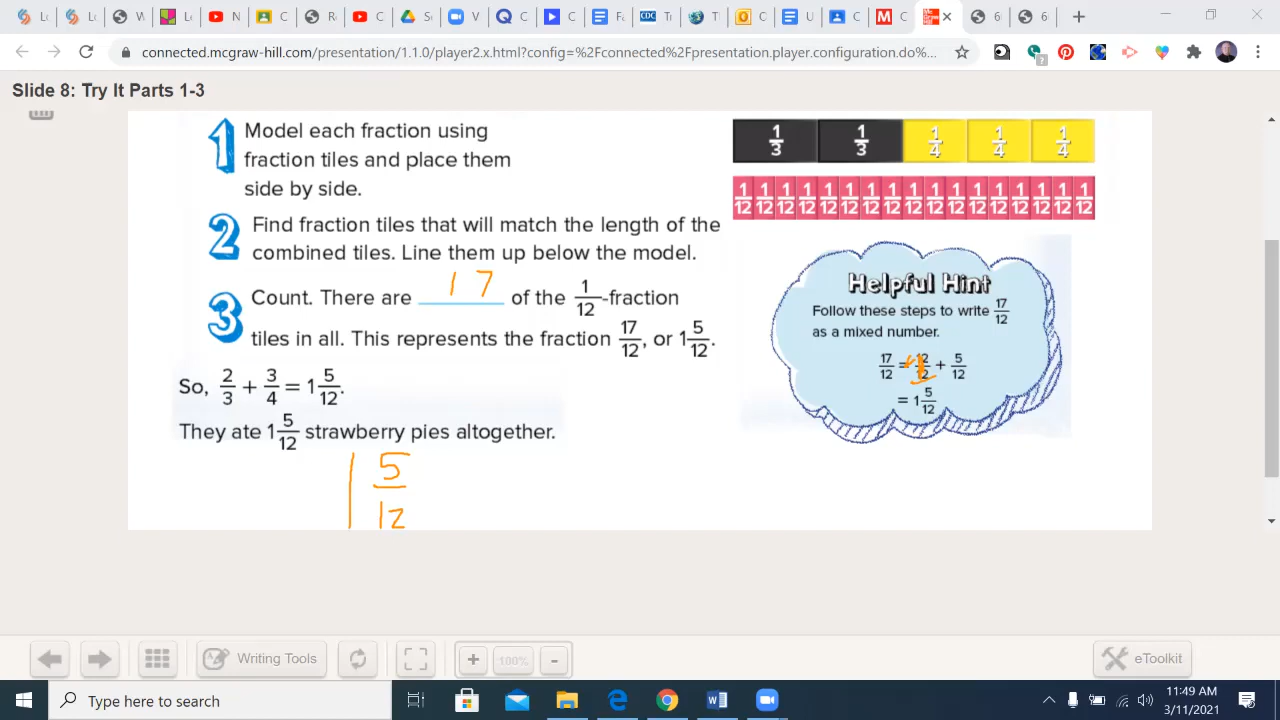 connected.mcgraw-hill.com/presentation/1.1.0/player2.x.html?config=%2Fconnected%2Fpresentation.player.configuration.do%...
Slide 8: Try It Parts 1-3
1 Model each fraction using
fraction tiles and place them
side by side.
2 Find fraction tiles that will match the length of the
combined tiles. Line them up below the model.
3 Count. There are 17 of the 1/12-fraction
tiles in all. This represents the fraction 17/12, or 1 5/12.
So, 2/3 + 3/4 = 1 5/12.
They ate 1 5/12 strawberry pies altogether.
1 5/12
1/3 1/3 1/4 1/4 1/4
1/12 1/12 1/12 1/12 1/12 1/12 1/12 1/12 1/12 1/12 1/12 1/12 1/12 1/12 1/12 1/12 1/12
Helpful Hint
Follow these steps to write 17/12
as a mixed number.
17/12 = 12/12 + 5/12
= 1 5/12
Writing Tools
100%
eToolkit
Type here to search
11:49 AM
3/11/2021